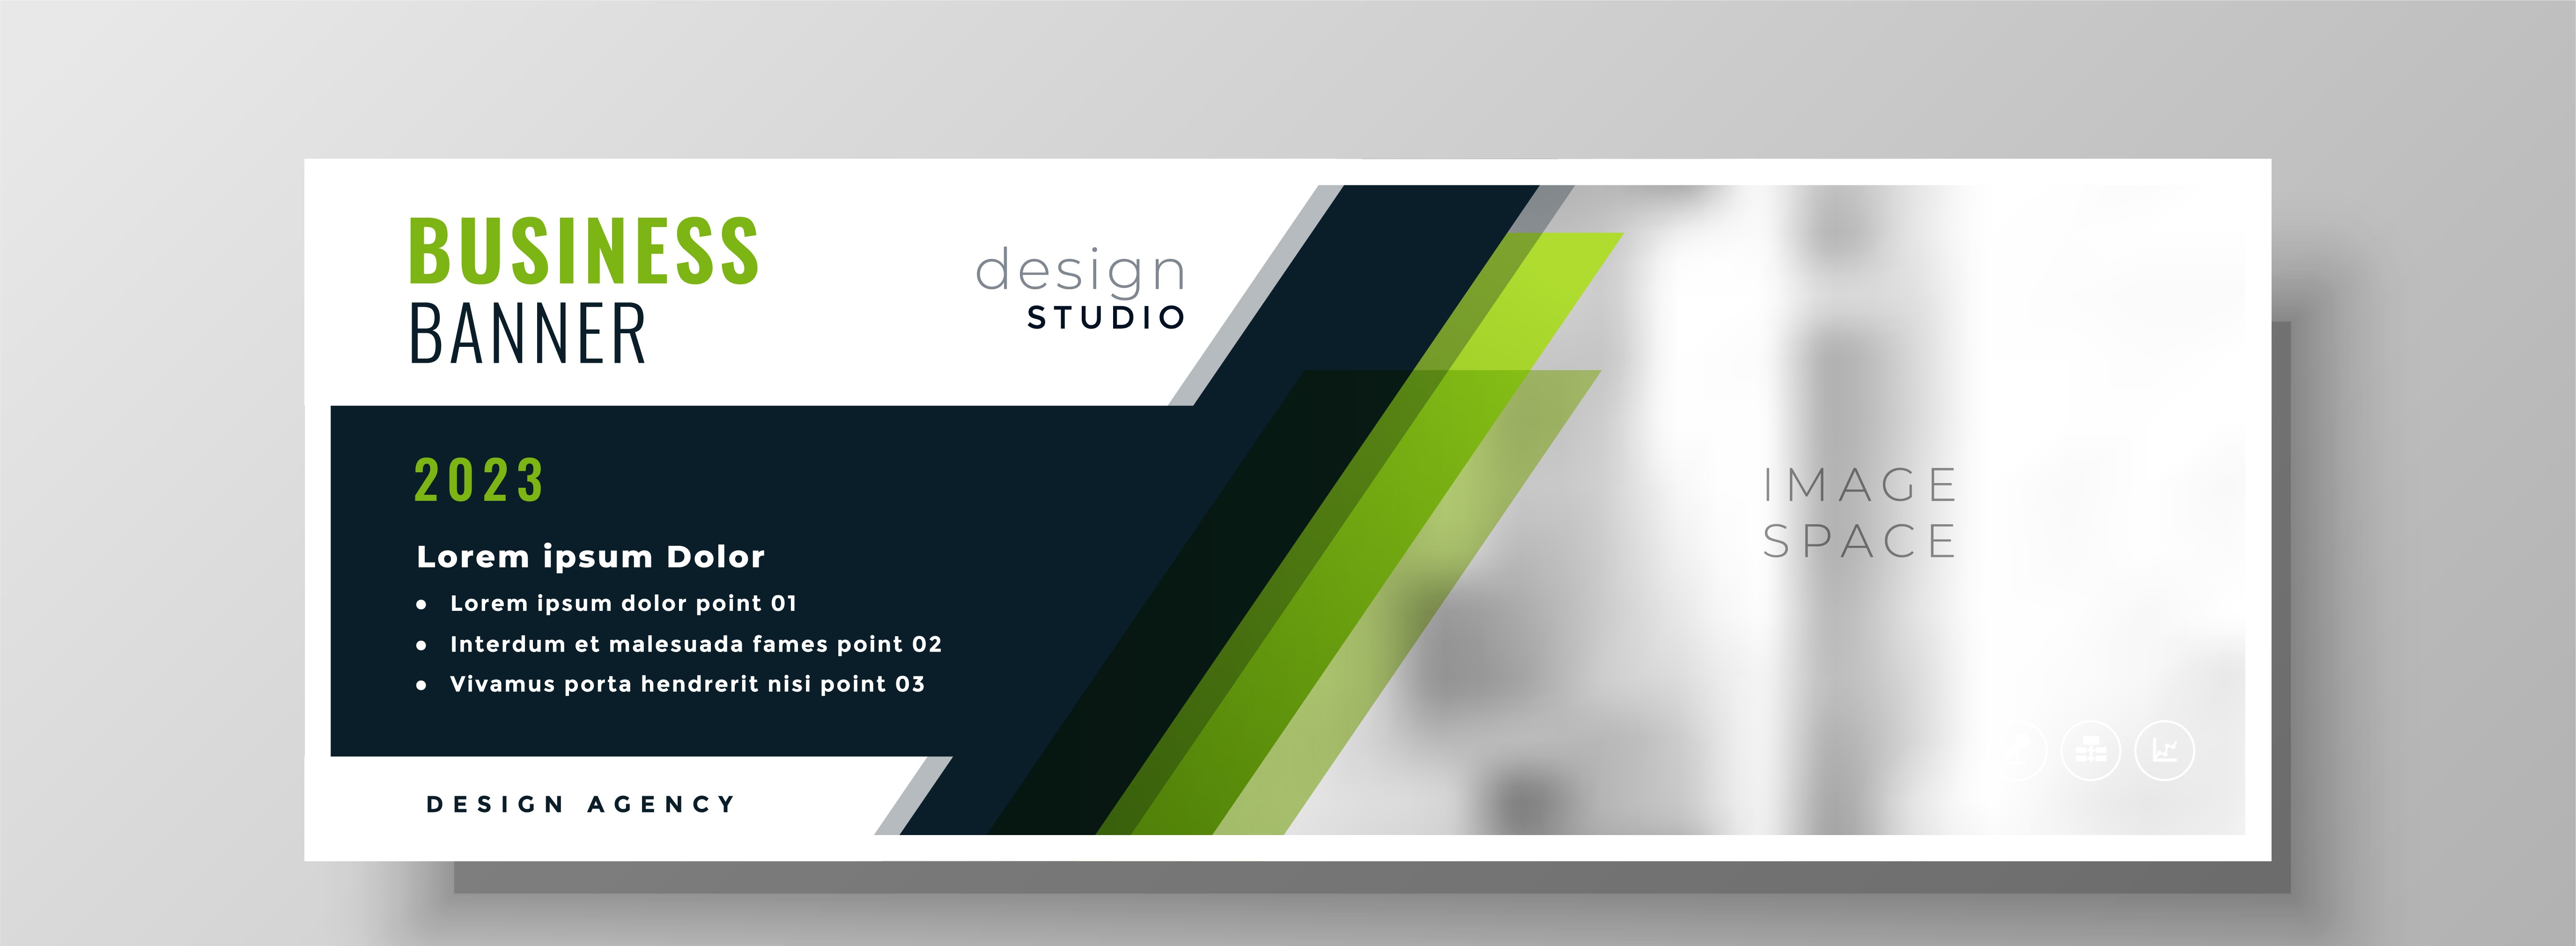 BUSINESS
BANNER
design
STUDIO
2023
Lorem ipsum Dolor
• Lorem ipsum dolor point 01
• Interdum et malesuada fames point 02
• Vivamus porta hendrerit nisi point 03
DESIGN AGENCY
IMAGE
SPACE